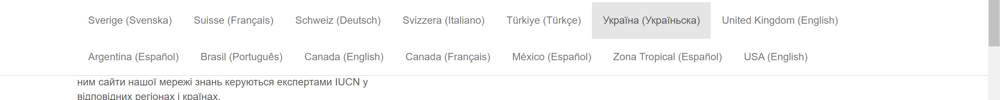 Sverige (Svenska) Suisse (Français) Schweiz (Deutsch) Svizzera (Italiano) Türkiye (Türkçe) Україна (Україньска) United Kingdom (English)
Argentina (Español) Brasil (Português) Canada (English) Canada (Français) México (Español) Zona Tropical (Español) USA (English)
ним сайти нашої мережі знань керуються експертами IUCN у
відповідних регіонах і країнах.